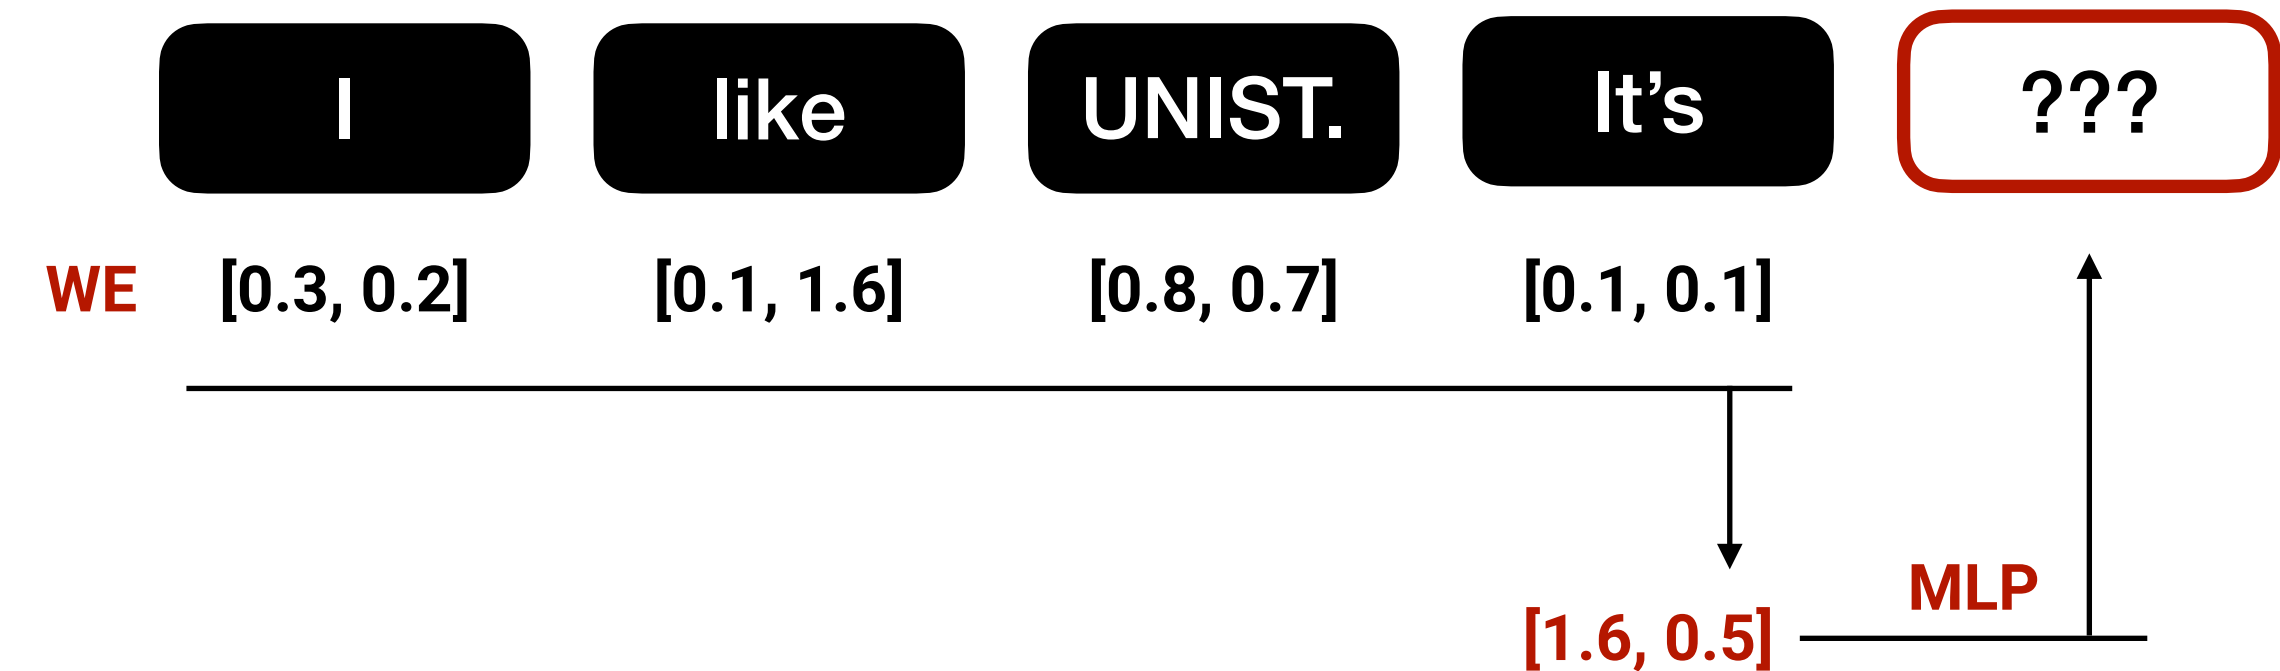 I like UNIST. It’s ???
WE [0.3, 0.2] [0.1, 1.6] [0.8, 0.7] [0.1, 0.1]
MLP
[1.6, 0.5]